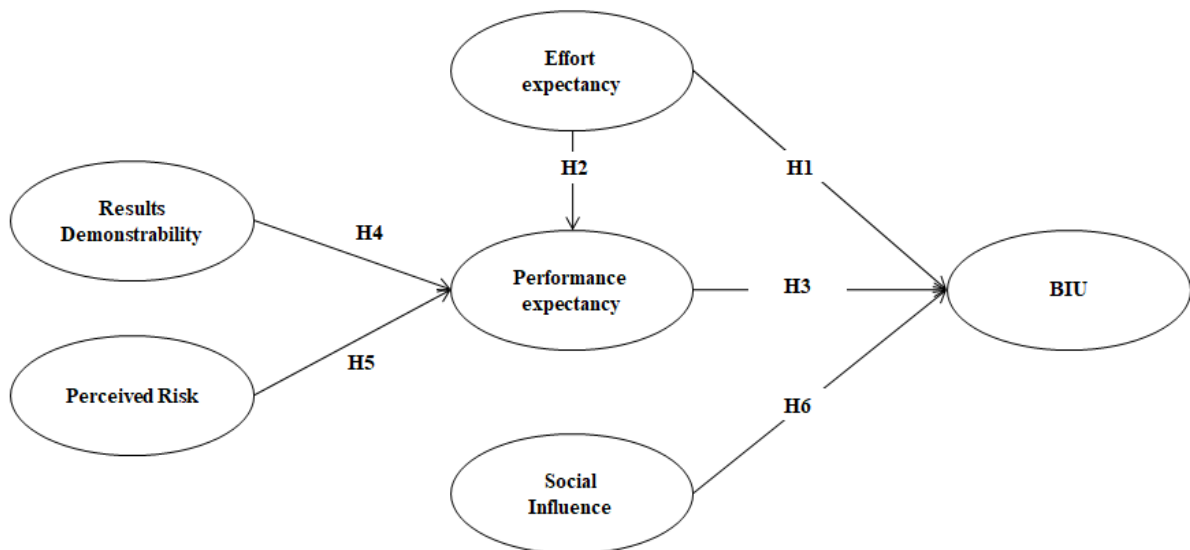 Effort
expectancy
H2
H1
Results
Demonstrability
H4
Performance
expectancy
H3
BIU
H5
Perceived Risk
H6
Social
Influence